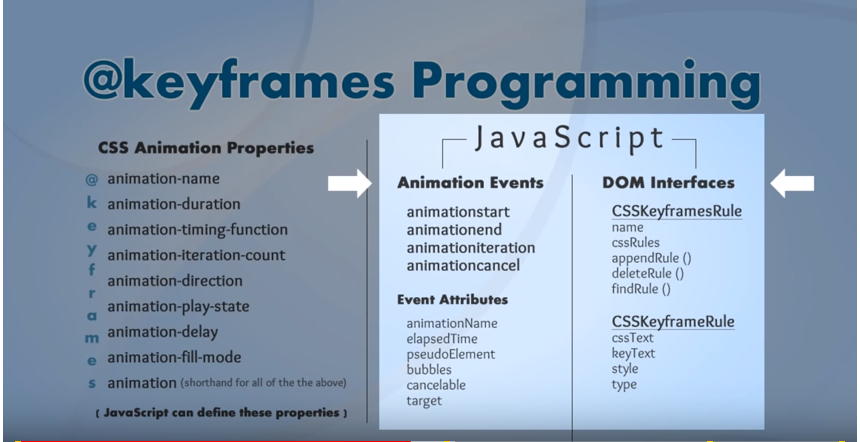 @keyframes Programming
CSS Animation Properties
@keyframes
animation-name
animation-duration
animation-timing-function
animation-iteration-count
animation-direction
animation-play-state
animation-delay
animation-fill-mode
animation (shorthand for all of the the above)
( JavaScript can define these properties )
JavaScript
Animation Events
animationstart
animationend
animationiteration
animationcancel
Event Attributes
animationName
elapsedTime
pseudoElement
bubbles
cancelable
target
DOM Interfaces
CSSKeyframesRule
name
cssRules
appendRule ()
deleteRule ()
findRule ()
CSSKeyframeRule
cssText
keyText
style
type